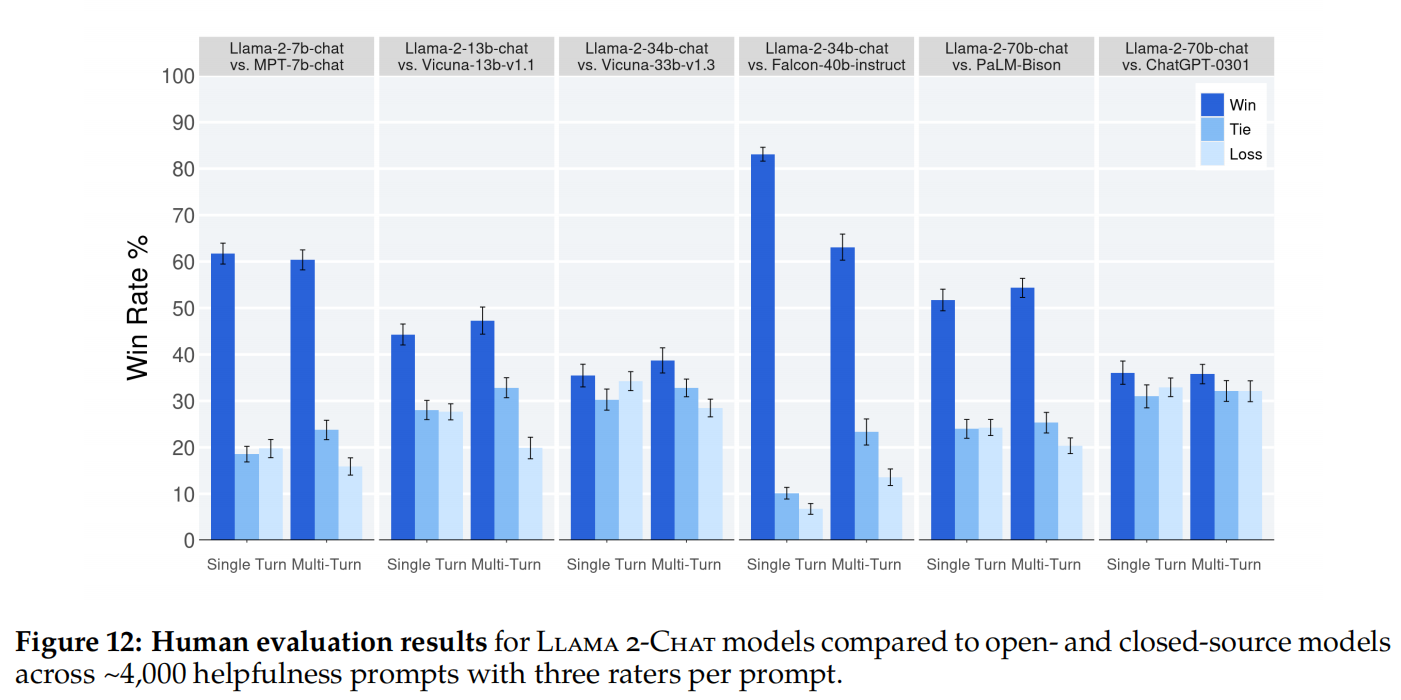 Llama-2-7b-chat
vs. MPT-7b-chat
Llama-2-13b-chat
vs. Vicuna-13b-v1.1
Llama-2-34b-chat
vs. Vicuna-33b-v1.3
Llama-2-34b-chat
vs. Falcon-40b-instruct
Llama-2-70b-chat
vs. PaLM-Bison
Llama-2-70b-chat
vs. ChatGPT-0301
Win
Tie
Loss
Win Rate %
100
90
80
70
60
50
40
30
20
10
0
Single Turn Multi-Turn
Single Turn Multi-Turn
Single Turn Multi-Turn
Single Turn Multi-Turn
Single Turn Multi-Turn
Single Turn Multi-Turn
Figure 12: Human evaluation results for LLAMA 2-CHAT models compared to open- and closed-source models
across ~4,000 helpfulness prompts with three raters per prompt.